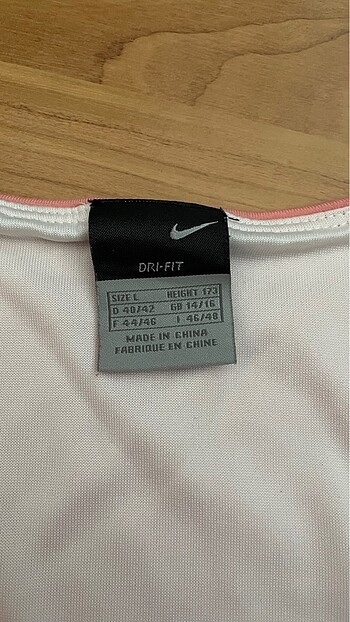 DRI-FIT
SIZE L HEIGHT 173
D 40/42 GB 14/16
F 44/46 I 46/48
MADE IN CHINA
FABRIQUE EN CHINE